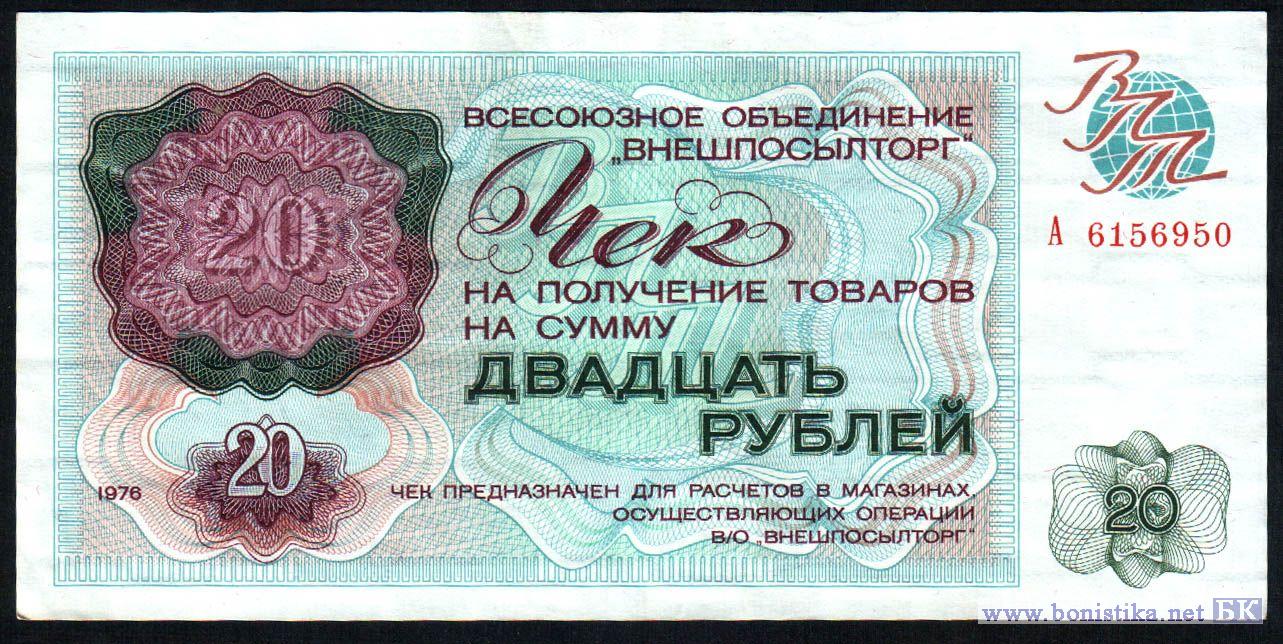 ВСЕСОЮЗНОЕ ОБЪЕДИНЕНИЕ
„ВНЕШПОСЫЛТОРГ"
ВПТ
Чек
А 6156950
НА ПОЛУЧЕНИЕ ТОВАРОВ
НА СУММУ
ДВАДЦАТЬ
РУБЛЕЙ
20
20
1976
ЧЕК ПРЕДНАЗНАЧЕН ДЛЯ РАСЧЕТОВ В МАГАЗИНАХ,
ОСУЩЕСТВЛЯЮЩИХ ОПЕРАЦИИ
В/О „ВНЕШПОСЫЛТОРГ"
20
www.bonistika.net БК